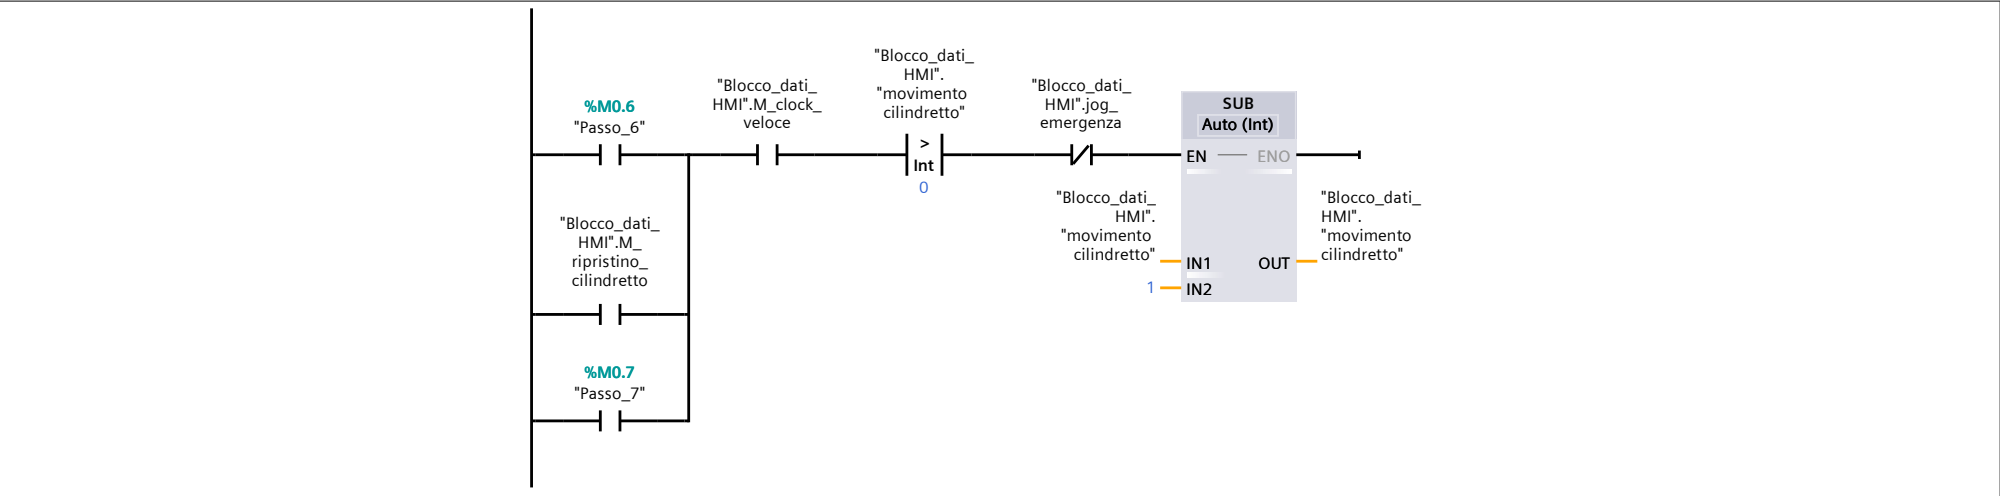 %M0.6
"Passo_6"
"Blocco_dati_
HMI".M_clock_
veloce
"Blocco_dati_
HMI".
"movimento
cilindretto"
>
Int
0
"Blocco_dati_
HMI".jog_
emergenza
SUB
Auto (Int)
EN
ENO
"Blocco_dati_
HMI".
"movimento
cilindretto"
IN1
1
IN2
OUT
"Blocco_dati_
HMI".
"movimento
cilindretto"
"Blocco_dati_
HMI".M_
ripristino_
cilindretto
%M0.7
"Passo_7"